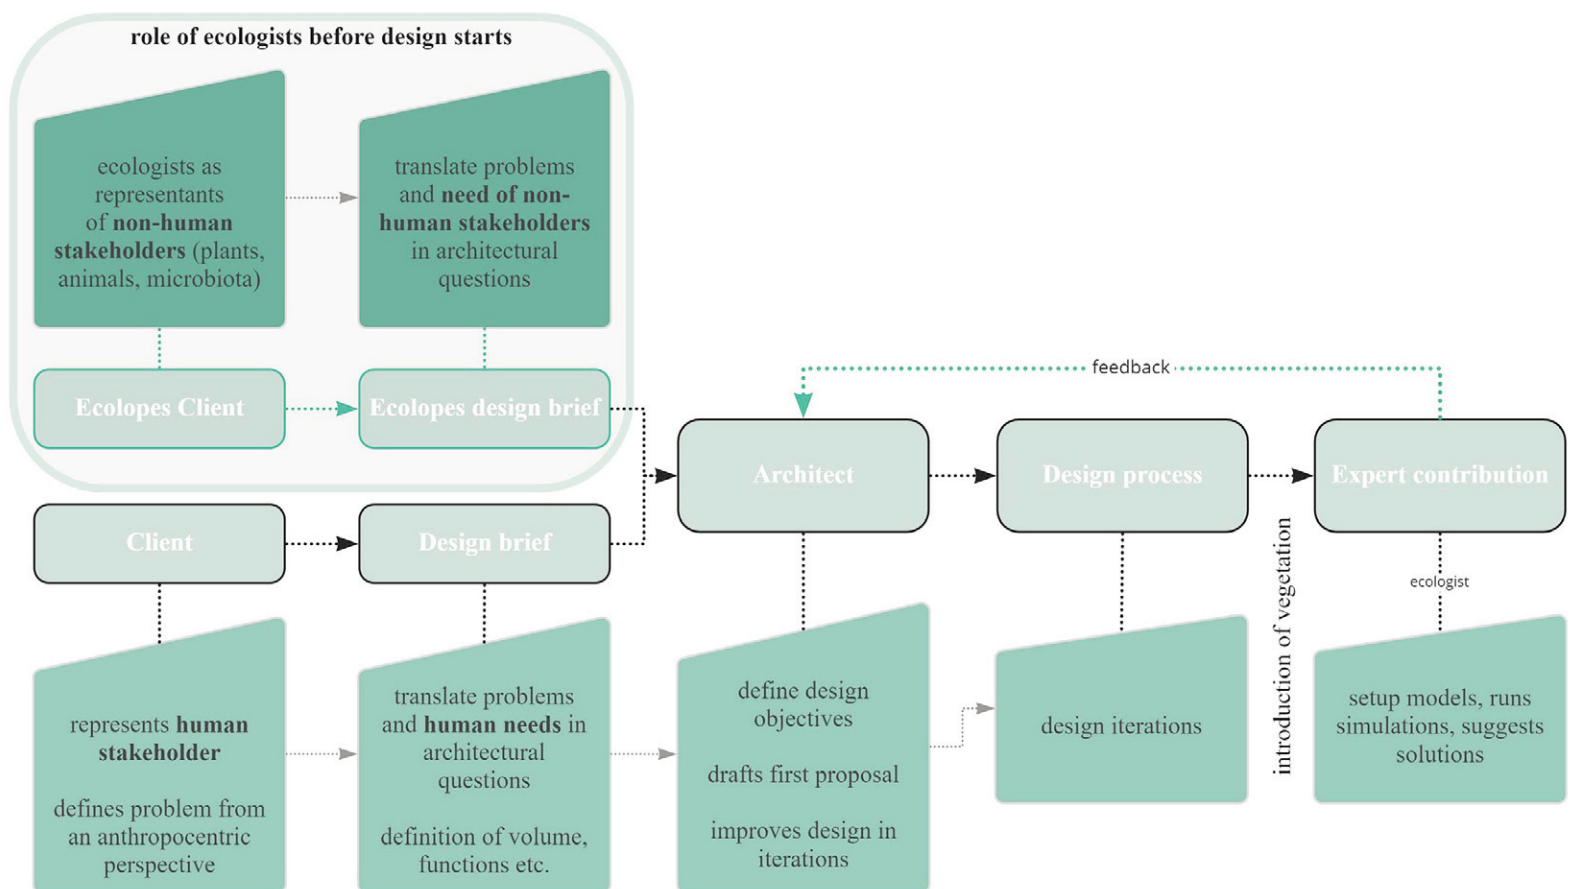 role of ecologists before design starts
ecologists as
representants
of non-human
stakeholders (plants,
animals, microbiota)
translate problems
and need of non-
human stakeholders
in architectural
questions
Ecolopes Client
Ecolopes design brief
feedback
Architect
Design process
Expert contribution
Client
Design brief
introduction of vegetation
ecologist
represents human
stakeholder
defines problem from
an anthropocentric
perspective
translate problems
and human needs in
architectural
questions
definition of volume,
functions etc.
define design
objectives
drafts first proposal
improves design in
iterations
design iterations
setup models, runs
simulations, suggests
solutions